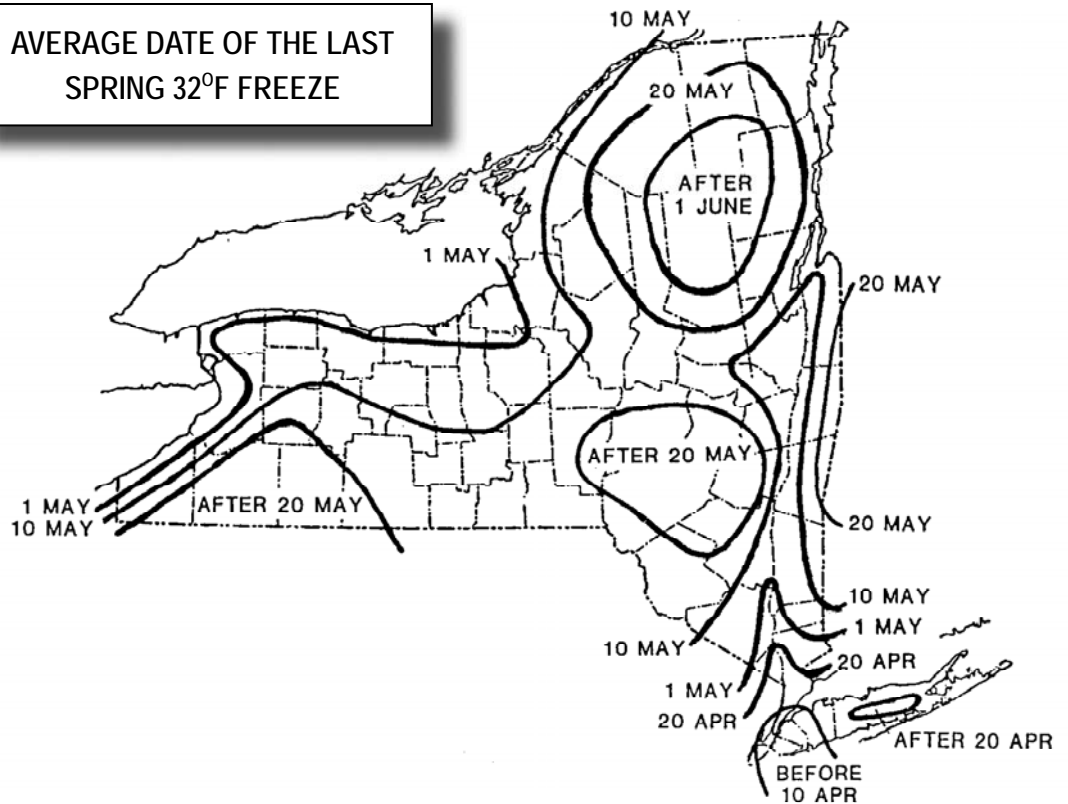 AVERAGE DATE OF THE LAST
SPRING 32°F FREEZE
10 MAY
20 MAY
AFTER
1 JUNE
1 MAY
20 MAY
AFTER 20 MAY
1 MAY
10 MAY
AFTER 20 MAY
20 MAY
10 MAY
1 MAY
10 MAY
20 APR
1 MAY
20 APR
AFTER 20 APR
BEFORE
10 APR